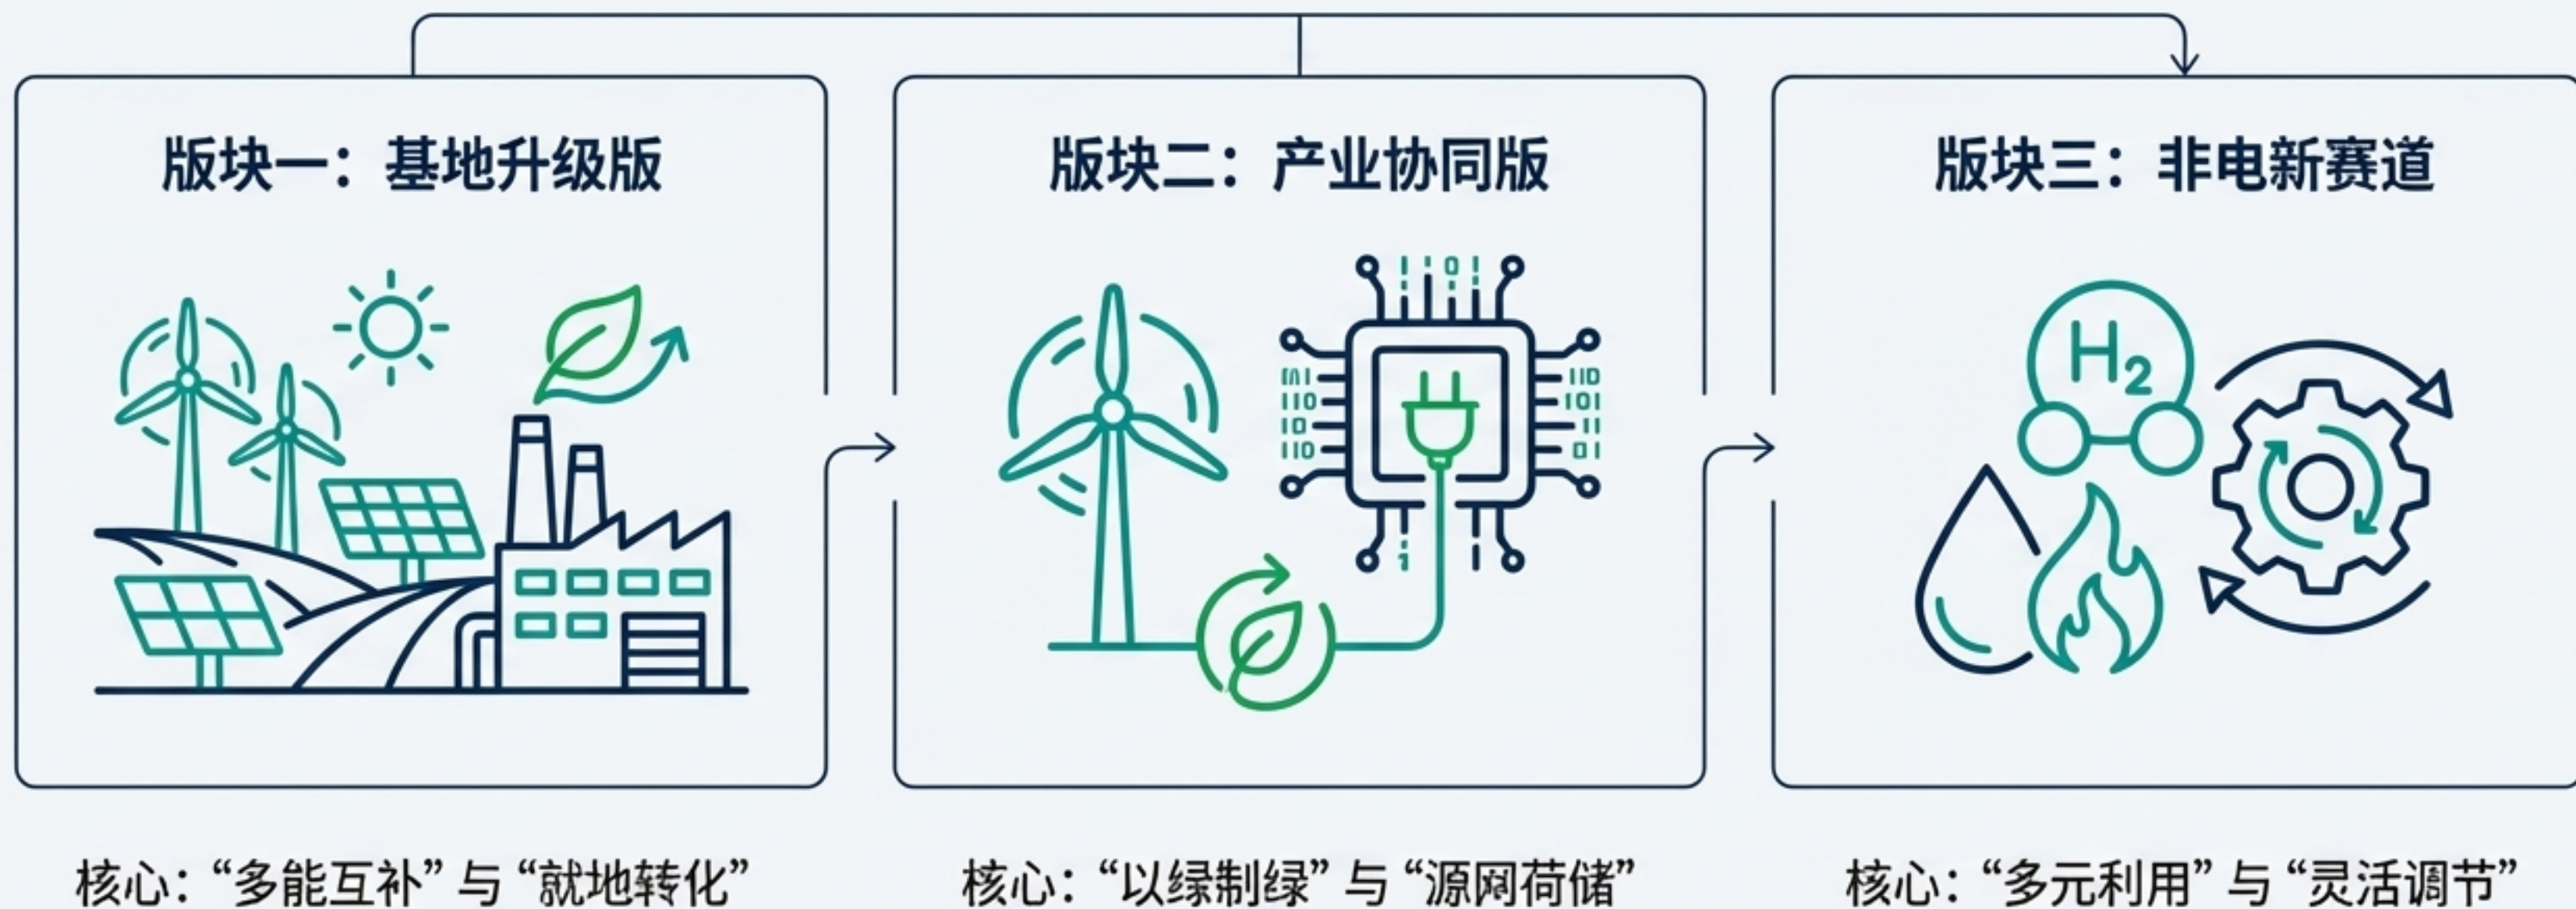 版块一：基地升级版
版块二：产业协同版
版块三：非电新赛道
H₂
核心：“多能互补”与“就地转化”
核心：“以绿制绿”与“源网荷储”
核心：“多元利用”与“灵活调节”